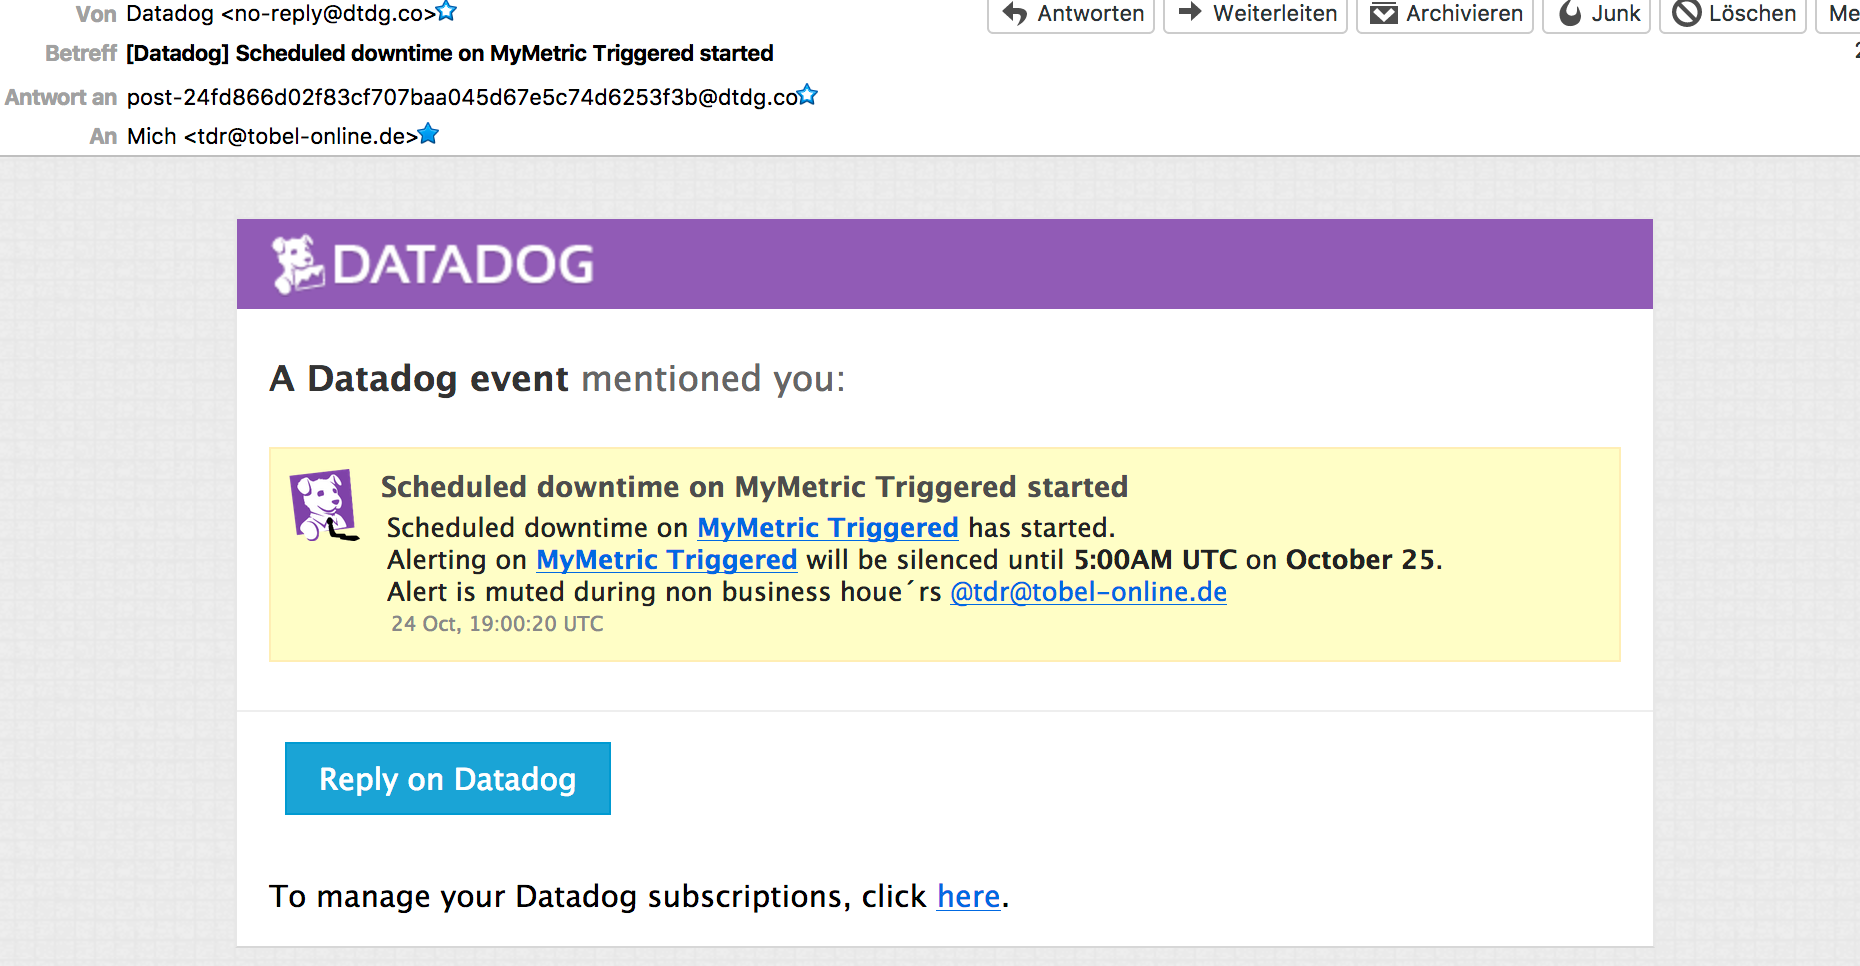 Von Datadog <no-reply@dtdg.co>
Antworten Weiterleiten Archivieren Junk Löschen
Betreff [Datadog] Scheduled downtime on MyMetric Triggered started
Antwort an post-24fd866d02f83cf707baa045d67e5c74d6253f3b@dtdg.co
An Mich <tdr@tobel-online.de>
DATADOG
A Datadog event mentioned you:
Scheduled downtime on MyMetric Triggered started
Scheduled downtime on MyMetric Triggered has started.
Alerting on MyMetric Triggered will be silenced until 5:00AM UTC on October 25.
Alert is muted during non business houe´rs @tdr@tobel-online.de
24 Oct, 19:00:20 UTC
Reply on Datadog
To manage your Datadog subscriptions, click here.